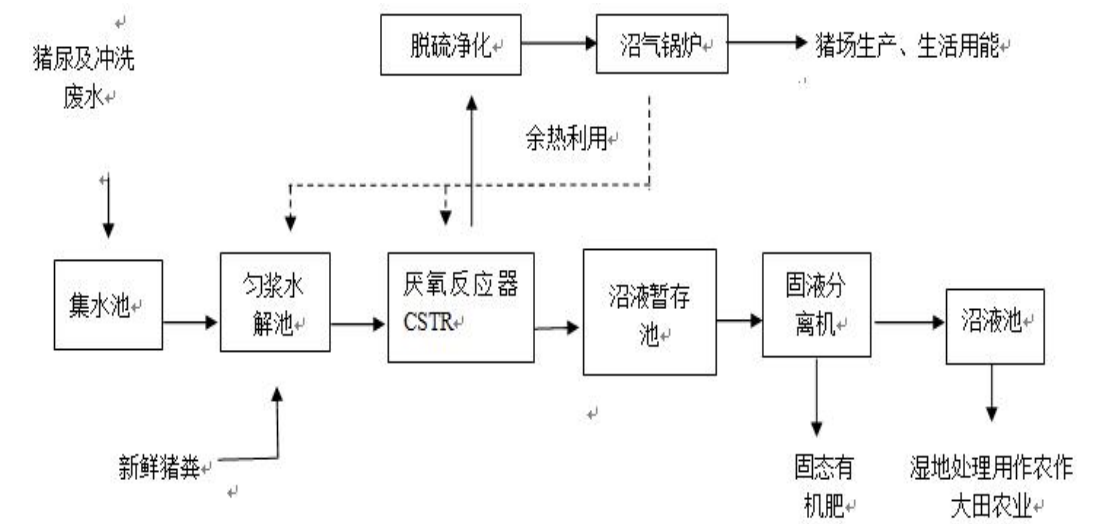 猪尿及冲洗
废水
脱硫净化
沼气锅炉
猪场生产、生活用能
余热利用
集水池
匀浆水
解池
厌氧反应器
CSTR
沼液暂存
池
固液分
离机
沼液池
新鲜猪粪
固态有
机肥
湿地处理用作农作
大田农业